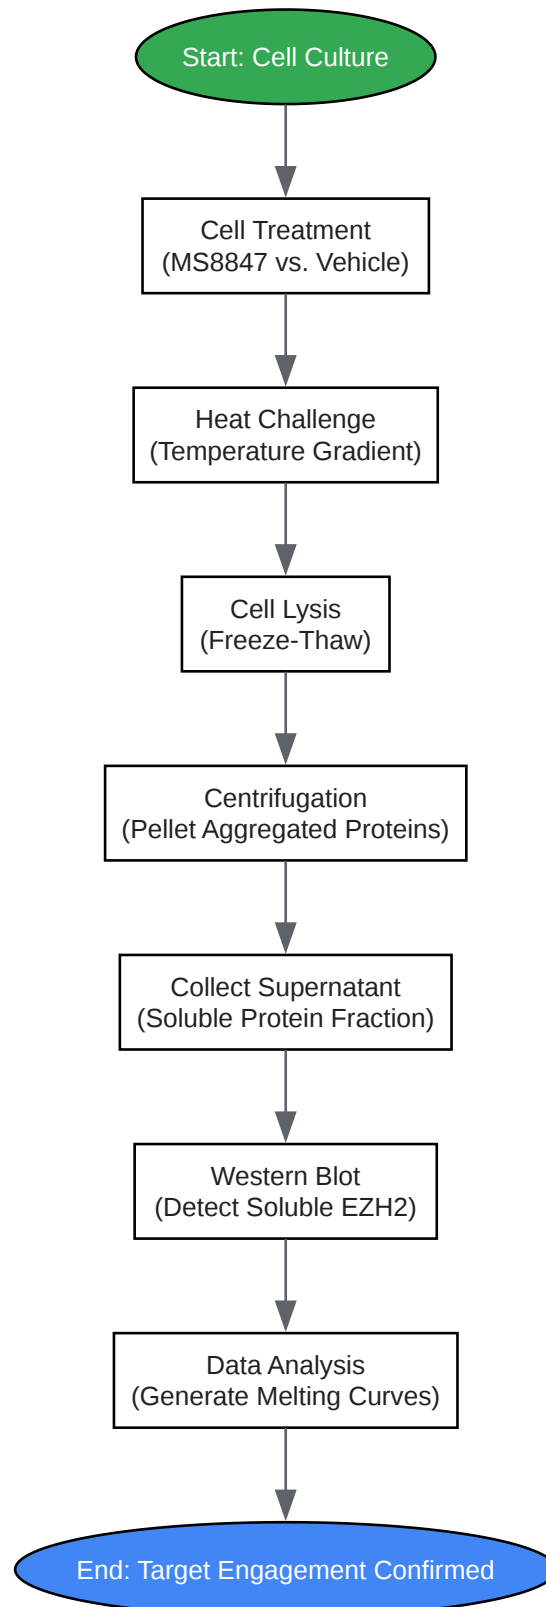 Start: Cell Culture
Cell Treatment
(MS8847 vs. Vehicle)
Heat Challenge
(Temperature Gradient)
Cell Lysis
(Freeze-Thaw)
Centrifugation
(Pellet Aggregated Proteins)
Collect Supernatant
(Soluble Protein Fraction)
Western Blot
(Detect Soluble EZH2)
Data Analysis
(Generate Melting Curves)
End: Target Engagement Confirmed